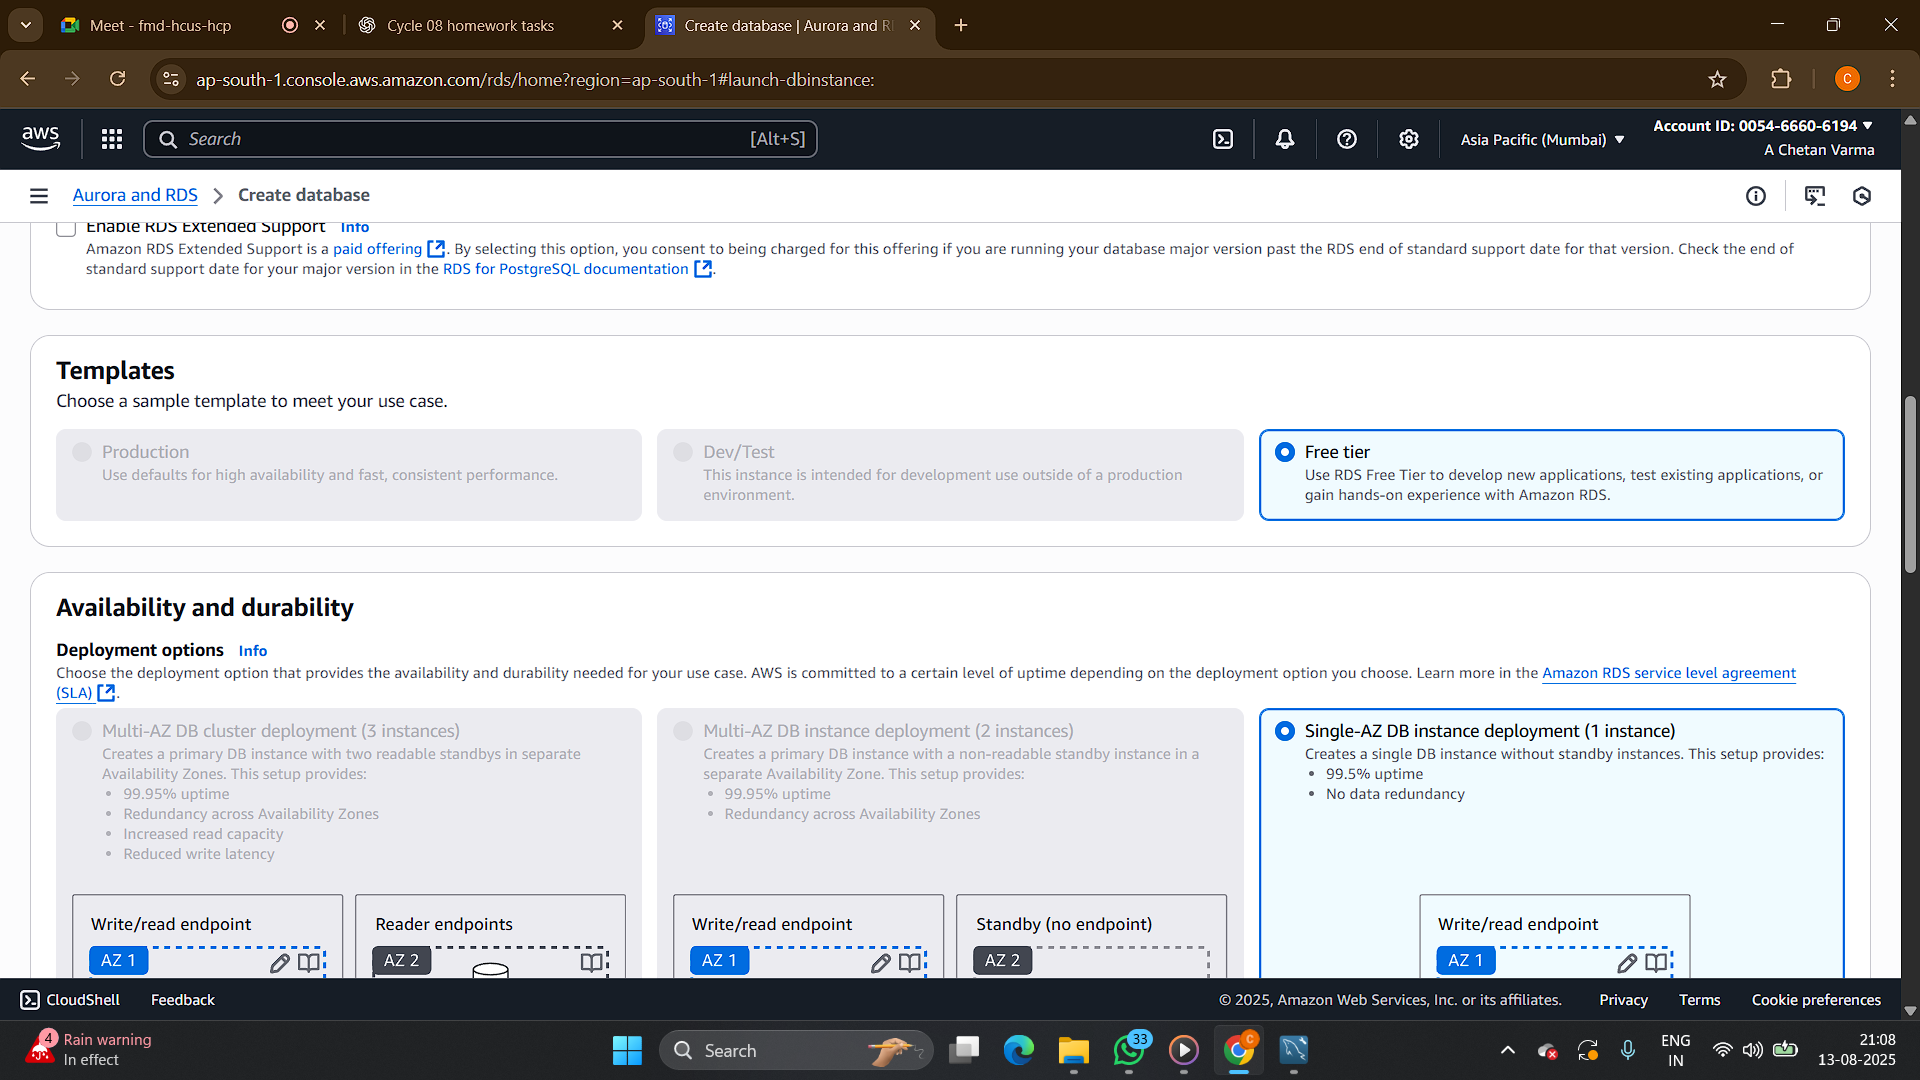 Meet - fmd-hcus-hcp
Cycle 08 homework tasks
Create database | Aurora and R
ap-south-1.console.aws.amazon.com/rds/home?region=ap-south-1#launch-dbinstance:
C
aws
Search
[Alt+S]
Asia Pacific (Mumbai)
Account ID: 0054-6660-6194
A Chetan Varma
Aurora and RDS
Create database
Enable RDS Extended Support Info
Amazon RDS Extended Support is a paid offering. By selecting this option, you consent to being charged for this offering if you are running your database major version past the RDS end of standard support date for that version. Check the end of
standard support date for your major version in the RDS for PostgreSQL documentation.
Templates
Choose a sample template to meet your use case.
Production
Use defaults for high availability and fast, consistent performance.
Dev/Test
This instance is intended for development use outside of a production
environment.
Free tier
Use RDS Free Tier to develop new applications, test existing applications, or
gain hands-on experience with Amazon RDS.
Availability and durability
Deployment options Info
Choose the deployment option that provides the availability and durability needed for your use case. AWS is committed to a certain level of uptime depending on the deployment option you choose. Learn more in the Amazon RDS service level agreement
(SLA).
Multi-AZ DB cluster deployment (3 instances)
Creates a primary DB instance with two readable standbys in separate
Availability Zones. This setup provides:
• 99.95% uptime
• Redundancy across Availability Zones
• Increased read capacity
• Reduced write latency
Write/read endpoint
AZ 1
Reader endpoints
AZ 2
Multi-AZ DB instance deployment (2 instances)
Creates a primary DB instance with a non-readable standby instance in a
separate Availability Zone. This setup provides:
• 99.95% uptime
• Redundancy across Availability Zones
Write/read endpoint
AZ 1
Standby (no endpoint)
AZ 2
Single-AZ DB instance deployment (1 instance)
Creates a single DB instance without standby instances. This setup provides:
• 99.5% uptime
• No data redundancy
Write/read endpoint
AZ 1
CloudShell
Feedback
© 2025, Amazon Web Services, Inc. or its affiliates.
Privacy
Terms
Cookie preferences
4
Rain warning
In effect
Search
33
C
ENG
IN
21:08
13-08-2025